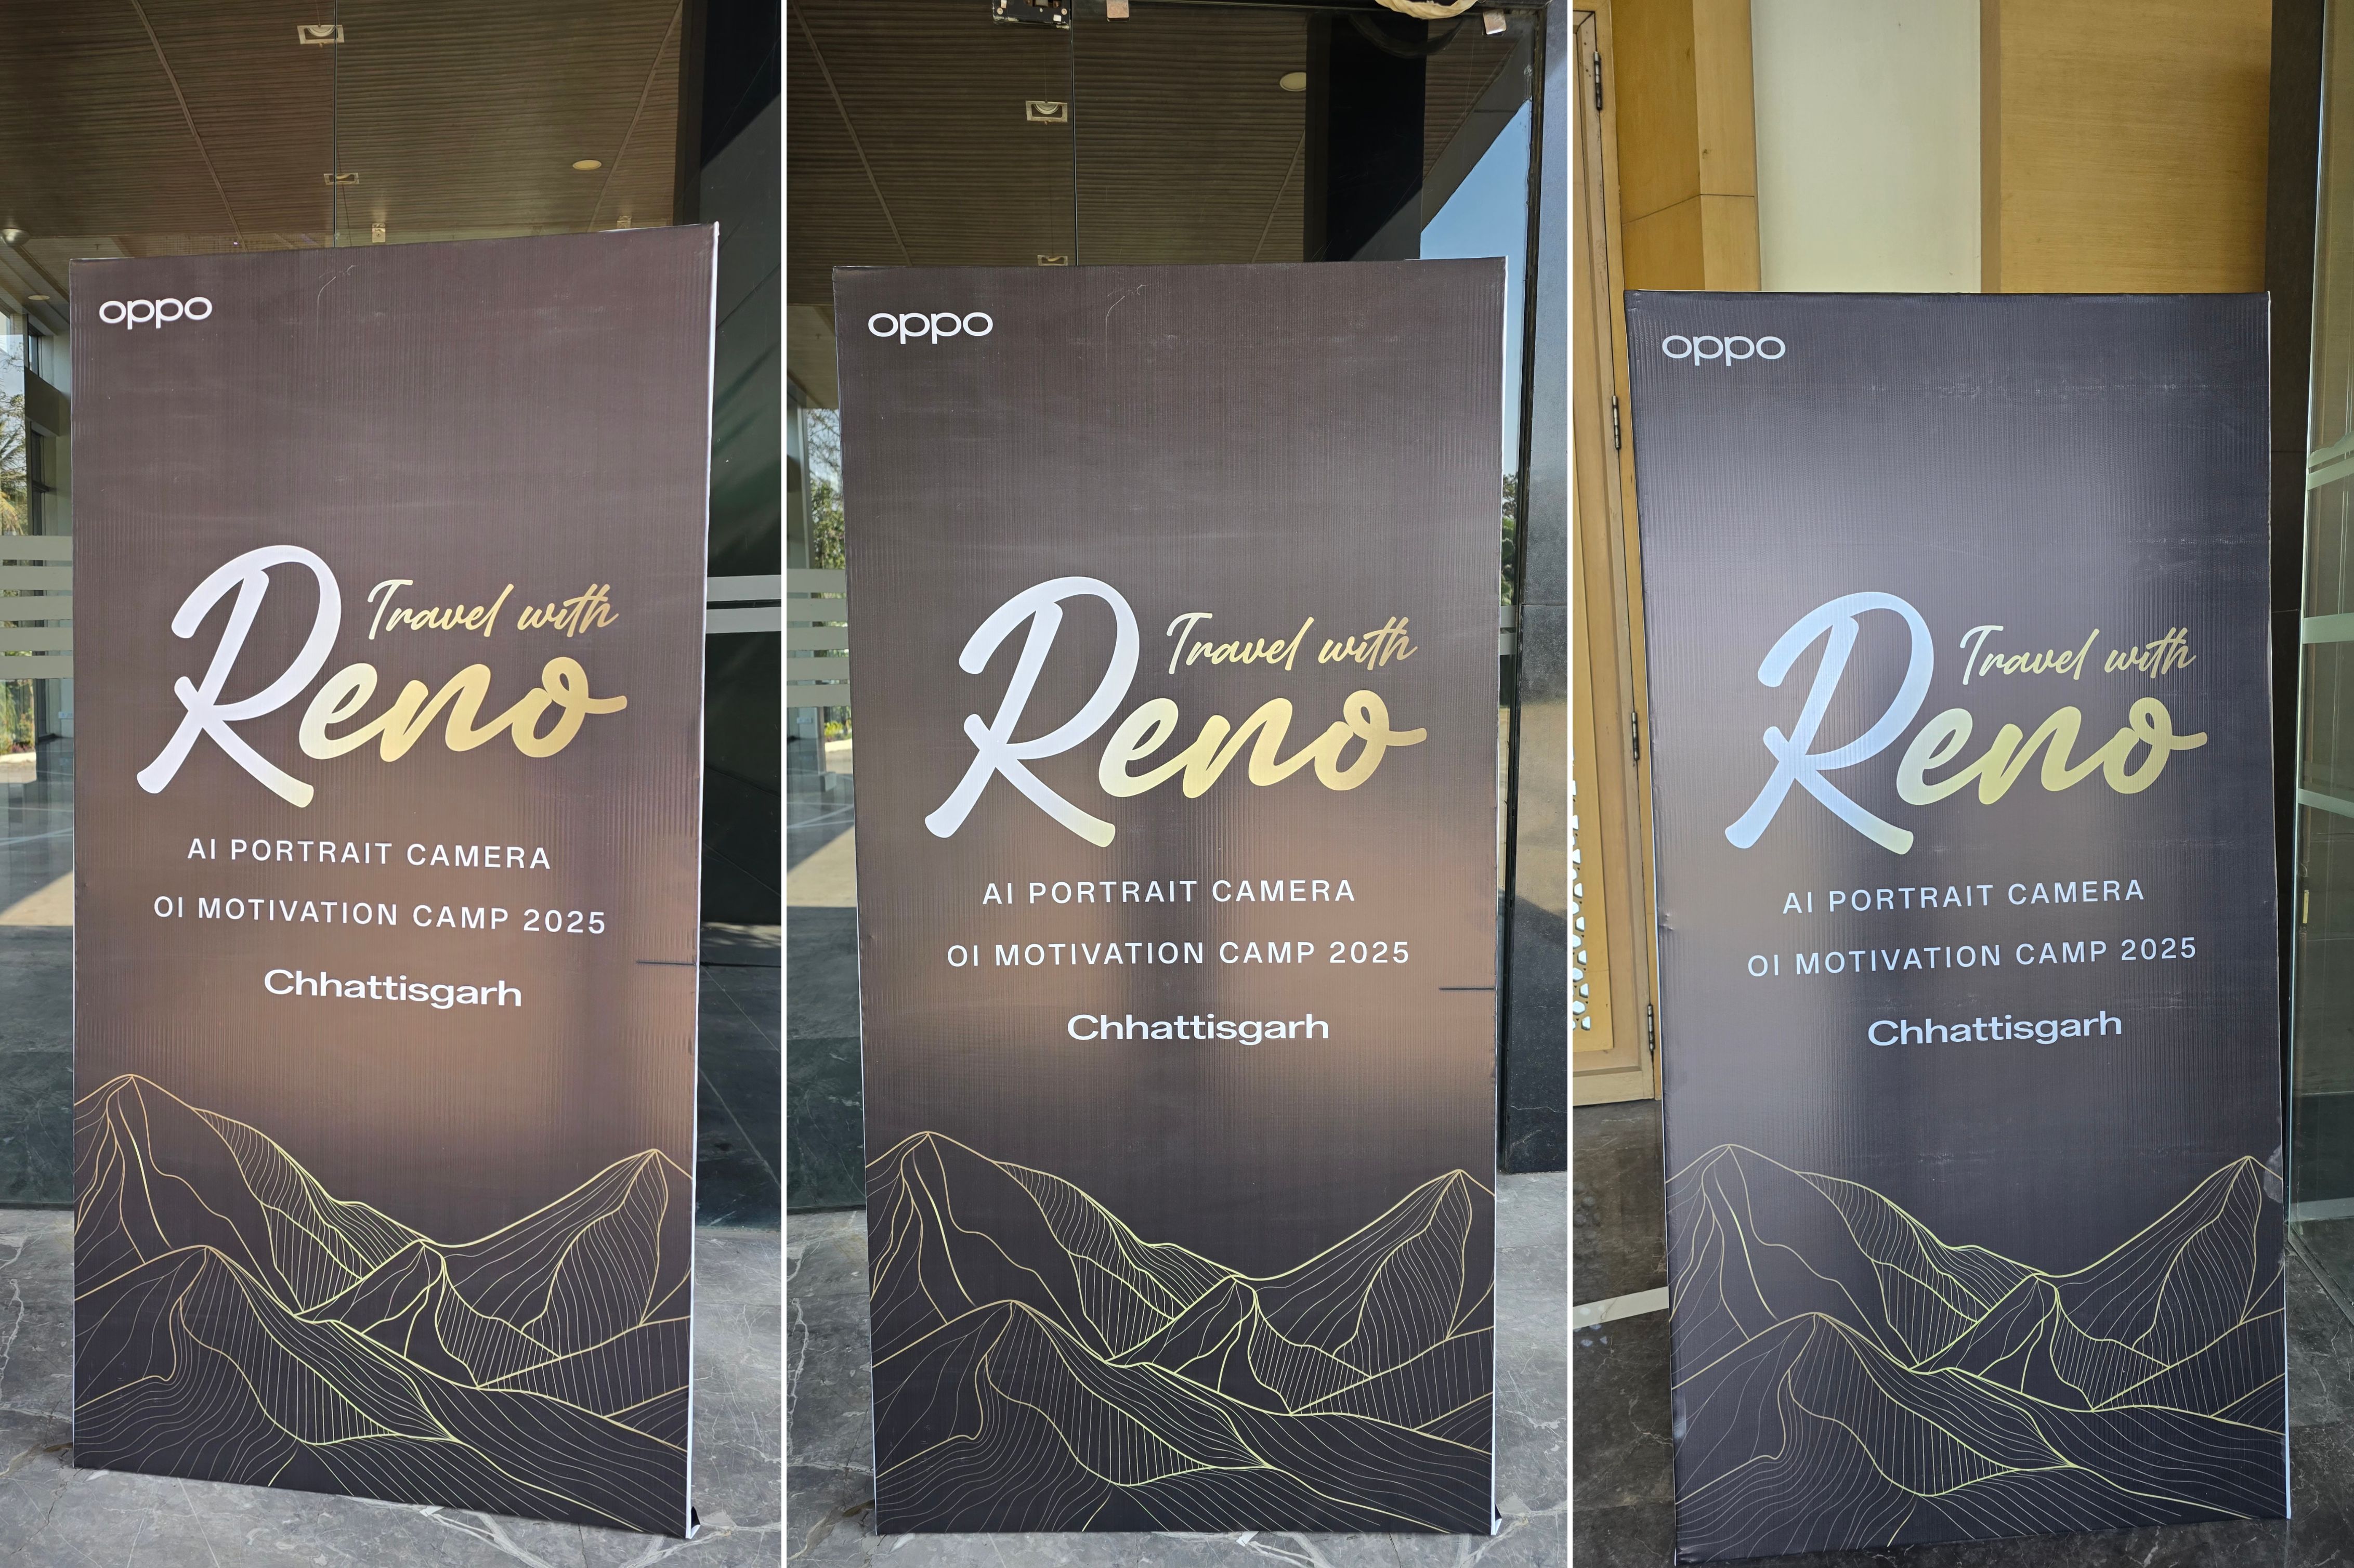 oppo
Travel with
Reno
AI PORTRAIT CAMERA
OI MOTIVATION CAMP 2025
Chhattisgarh
oppo
Travel with
Reno
AI PORTRAIT CAMERA
OI MOTIVATION CAMP 2025
Chhattisgarh
oppo
Travel with
Reno
AI PORTRAIT CAMERA
OI MOTIVATION CAMP 2025
Chhattisgarh